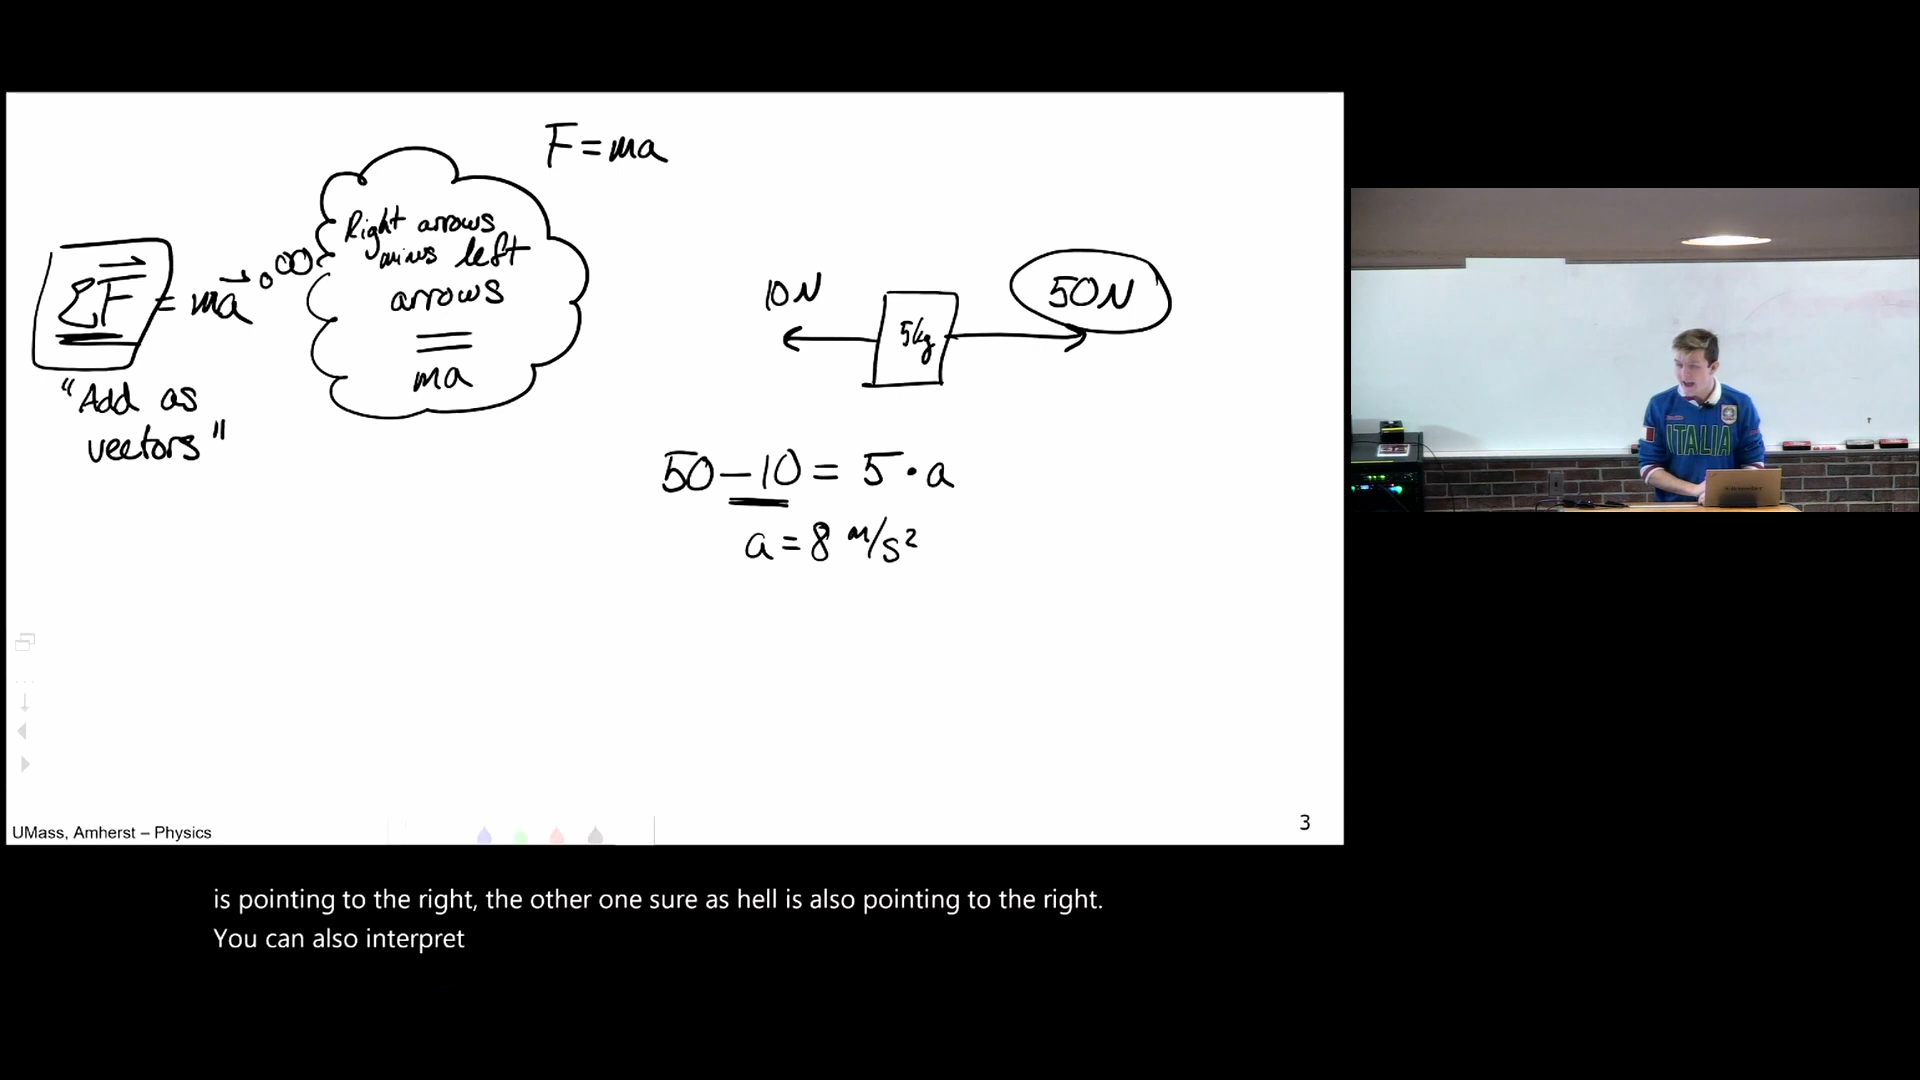 F = ma
Right arrows
minus left
arrows
=
ma
ΣF = ma
"Add as
vectors"
10N
5kg
50N
50 – 10 = 5 · a
a = 8 m/s²
UMass, Amherst – Physics
3
ITALIA
is pointing to the right, the other one sure as hell is also pointing to the right.
You can also interpret